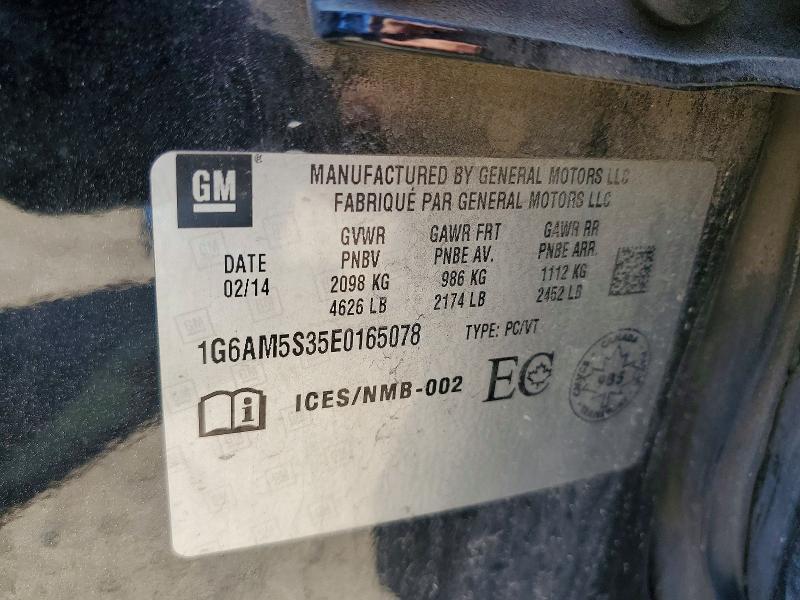 GM®
MANUFACTURED BY GENERAL MOTORS LLC
FABRIQUÉ PAR GENERAL MOTORS LLC
DATE
02/14
GVWR
PNBV
2098 KG
4626 LB
GAWR FRT
PNBE AV.
986 KG
2174 LB
GAWR RR
PNBE ARR.
1112 KG
2452 LB
1G6AM5S35E0165078
TYPE: PC/VT
i
ICES/NMB-002
EC
CANADA